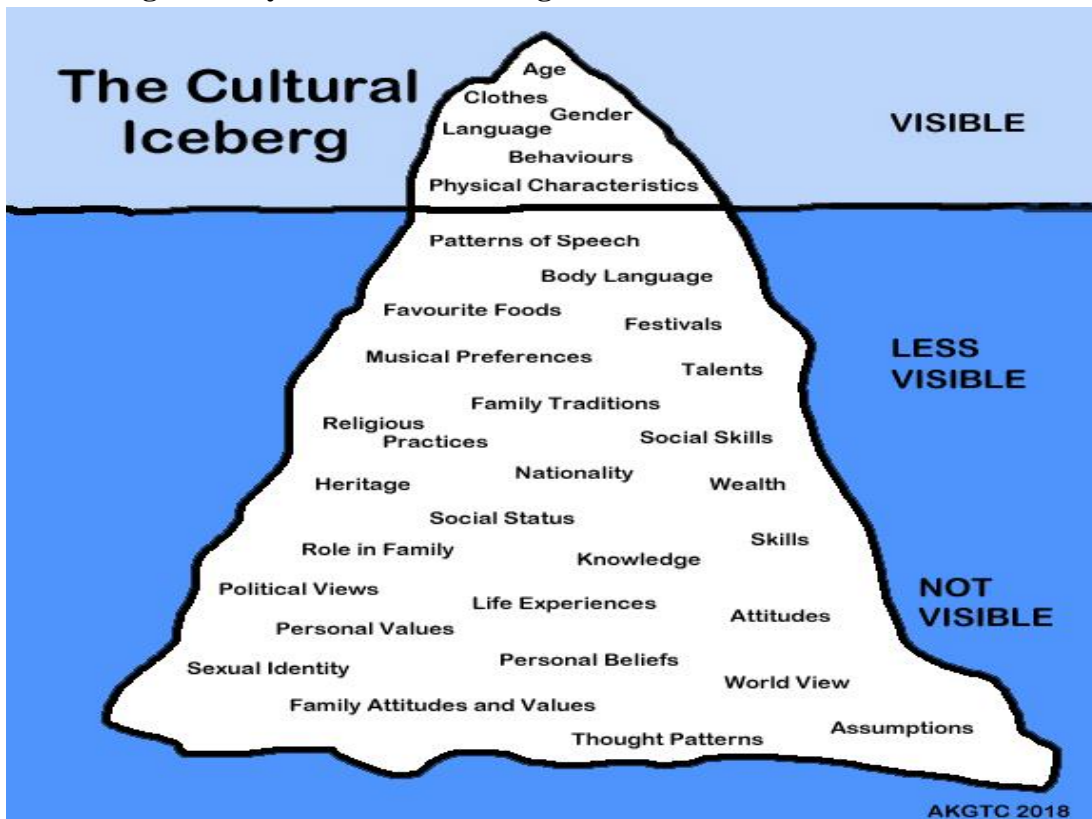 The Cultural
Iceberg
Age
Clothes
Gender
Language
Behaviours
Physical Characteristics
VISIBLE
Patterns of Speech
Body Language
Favourite Foods
Festivals
Musical Preferences
Talents
Family Traditions
Religious
Practices
Social Skills
Nationality
Heritage
Wealth
Social Status
Skills
Role in Family
Knowledge
LESS
VISIBLE
Political Views
Life Experiences
Attitudes
Personal Values
Personal Beliefs
Sexual Identity
World View
Family Attitudes and Values
Assumptions
Thought Patterns
NOT
VISIBLE
AKGTC 2018